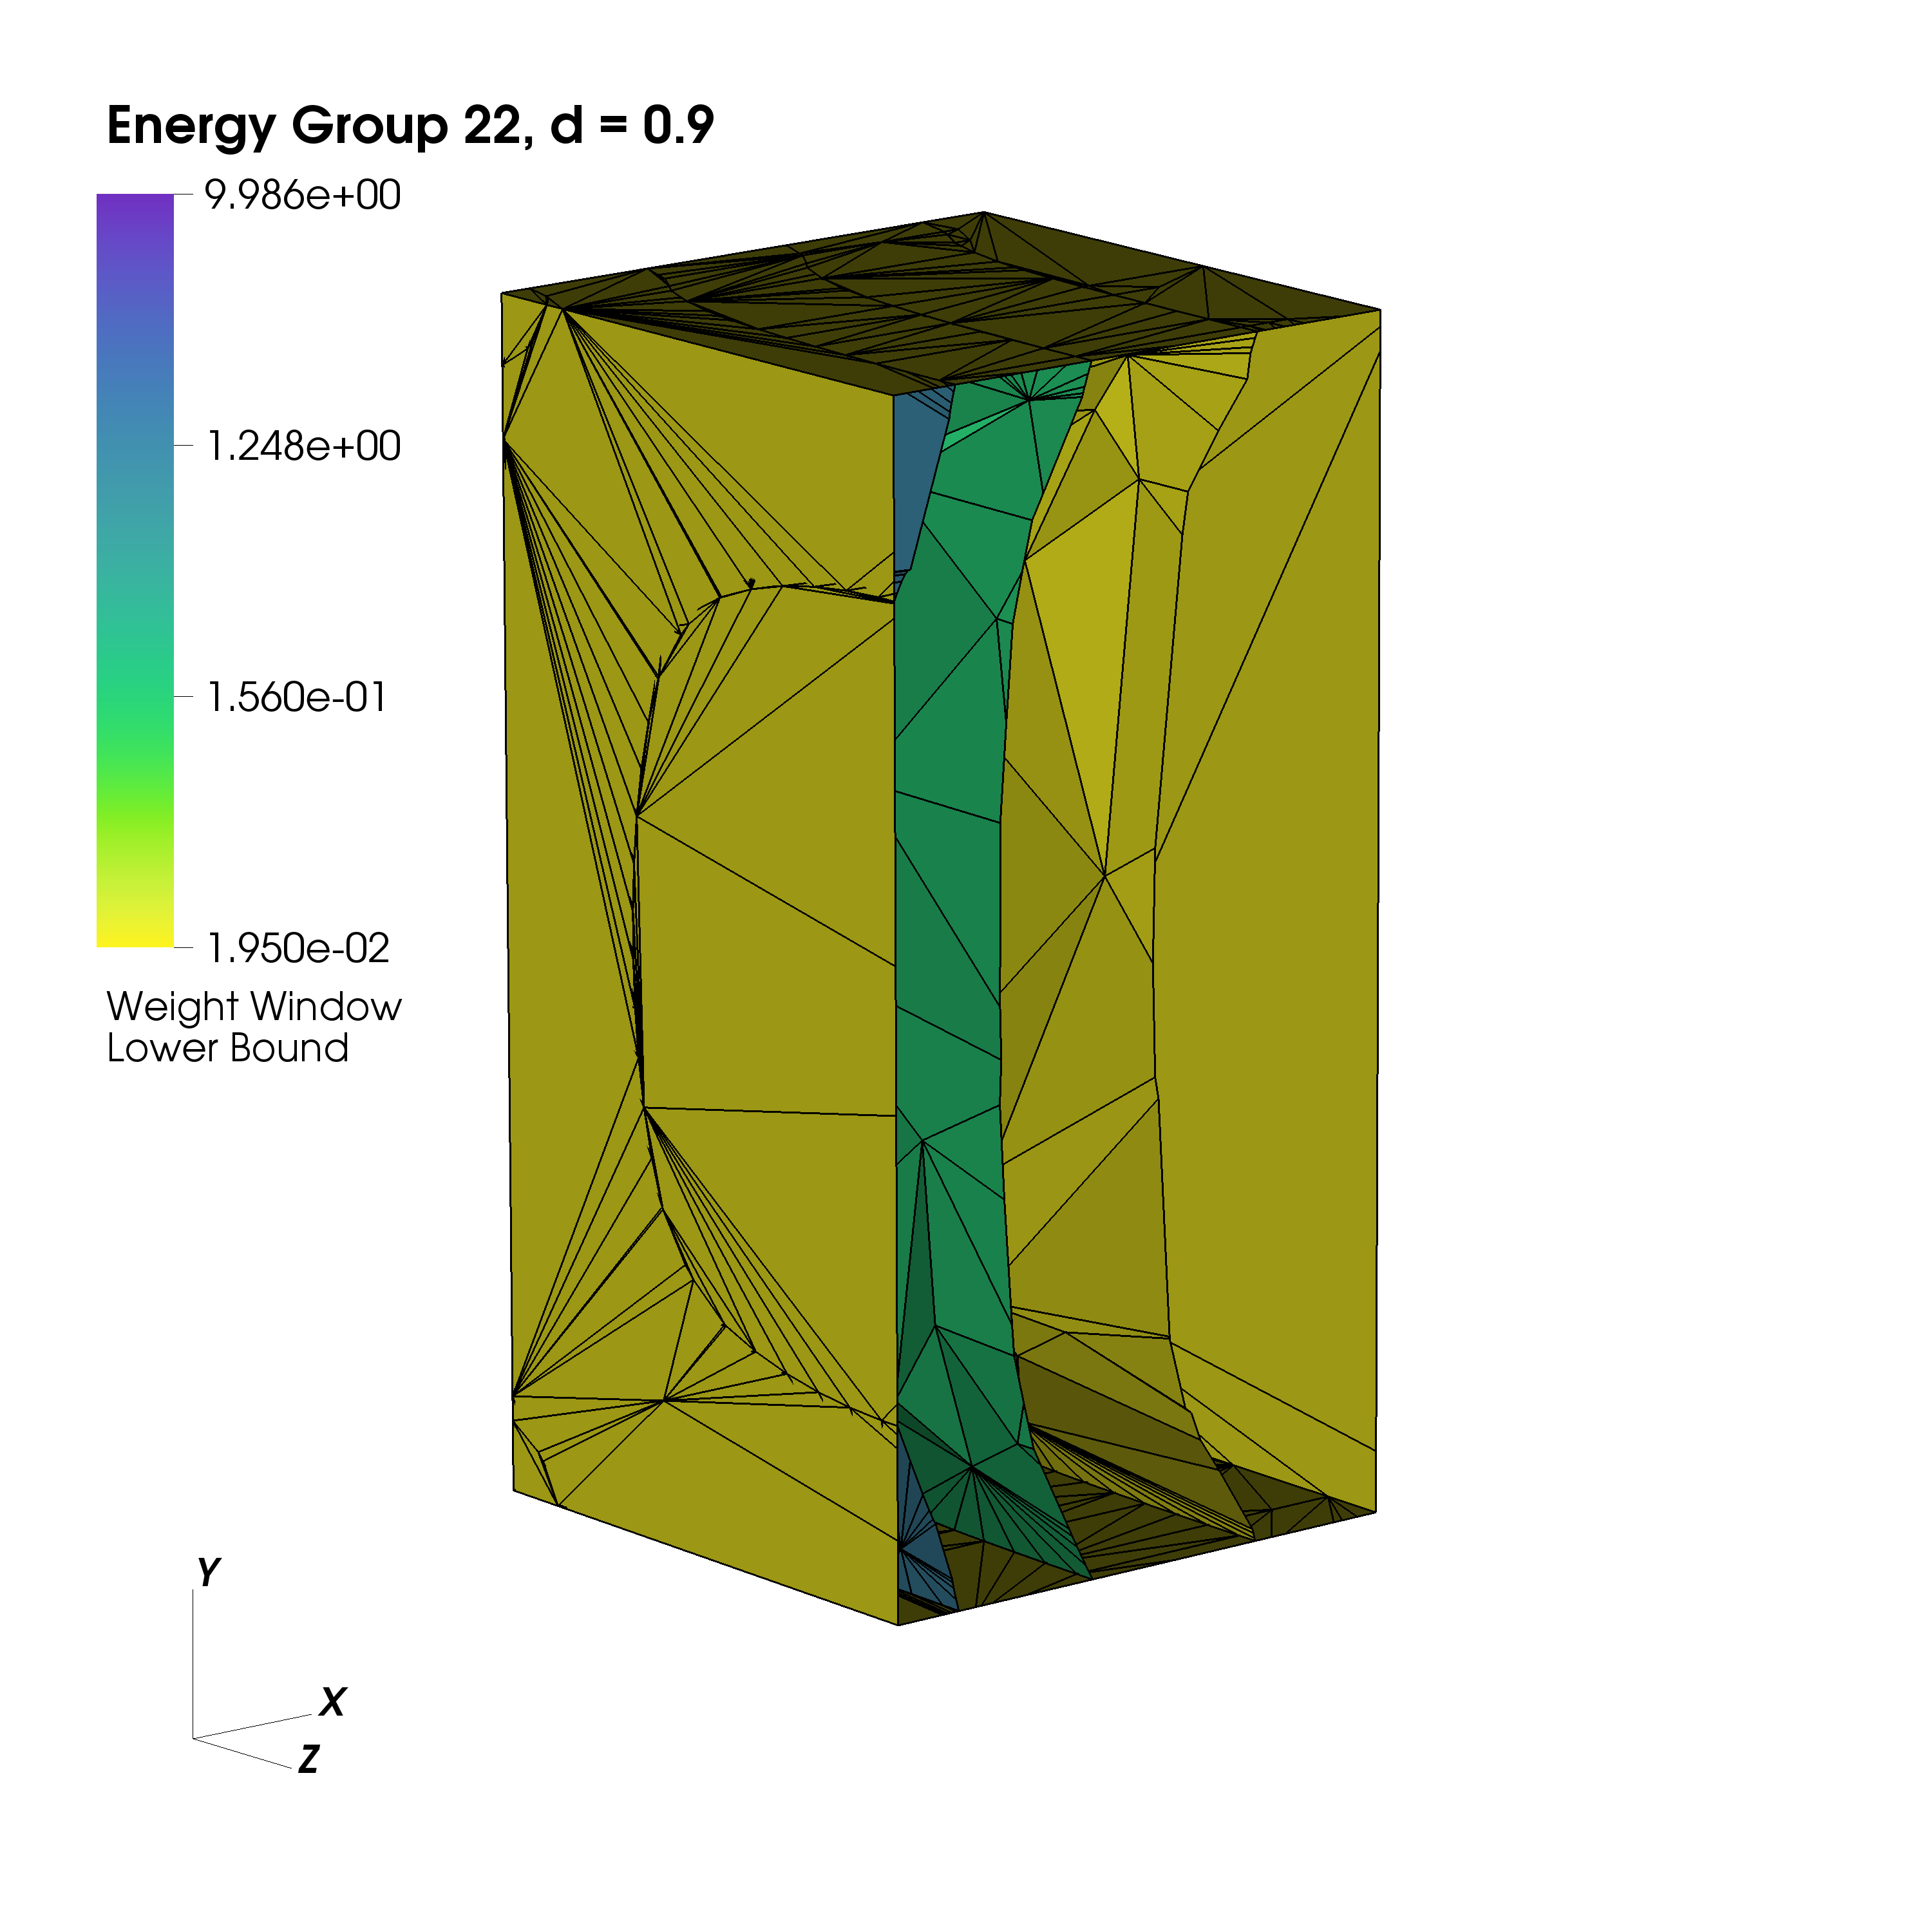 Energy Group 22, d = 0.9
9.986e+00
1.248e+00
1.560e-01
1.950e-02
Weight Window
Lower Bound
Y
X
Z